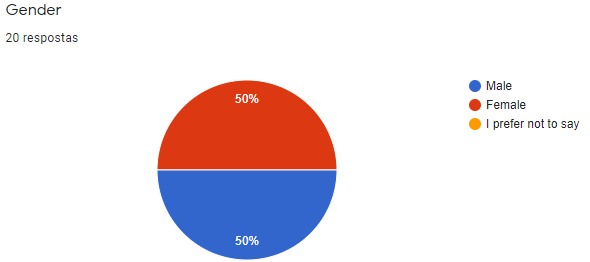 Gender
20 respostas
50%
50%
Male
Female
I prefer not to say